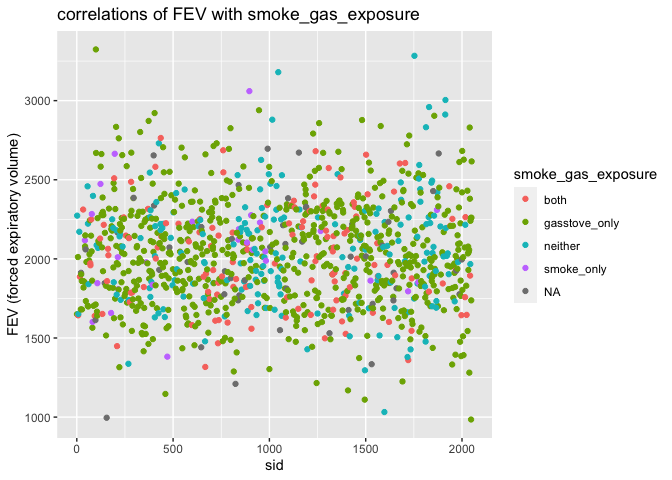 correlations of FEV with smoke_gas_exposure
FEV (forced expiratory volume)
3000
2500
2000
1500
1000
0
500
1000
1500
2000
sid
smoke_gas_exposure
both
gasstove_only
neither
smoke_only
NA